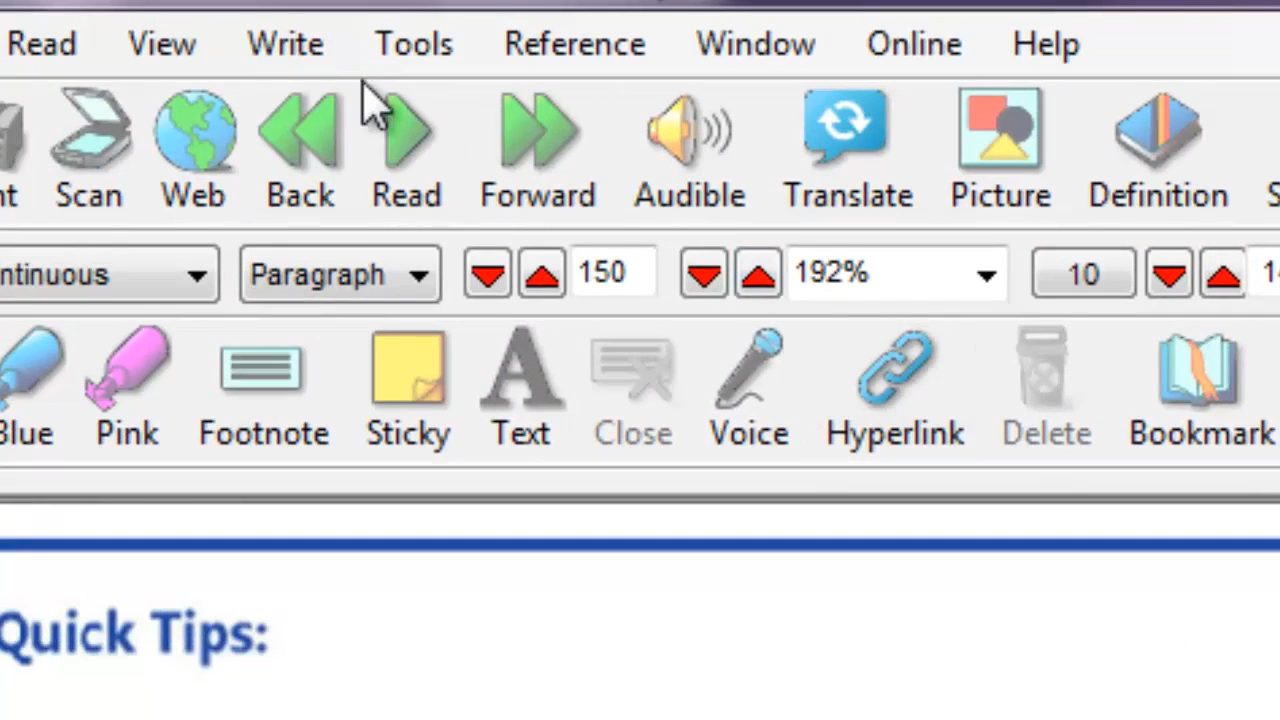 Read View Write Tools Reference Window Online Help
Scan Web Back Read Forward Audible Translate Picture Definition
Paragraph 150 192% 10
Pink Footnote Sticky Text Close Voice Hyperlink Delete Bookmark
Quick Tips: